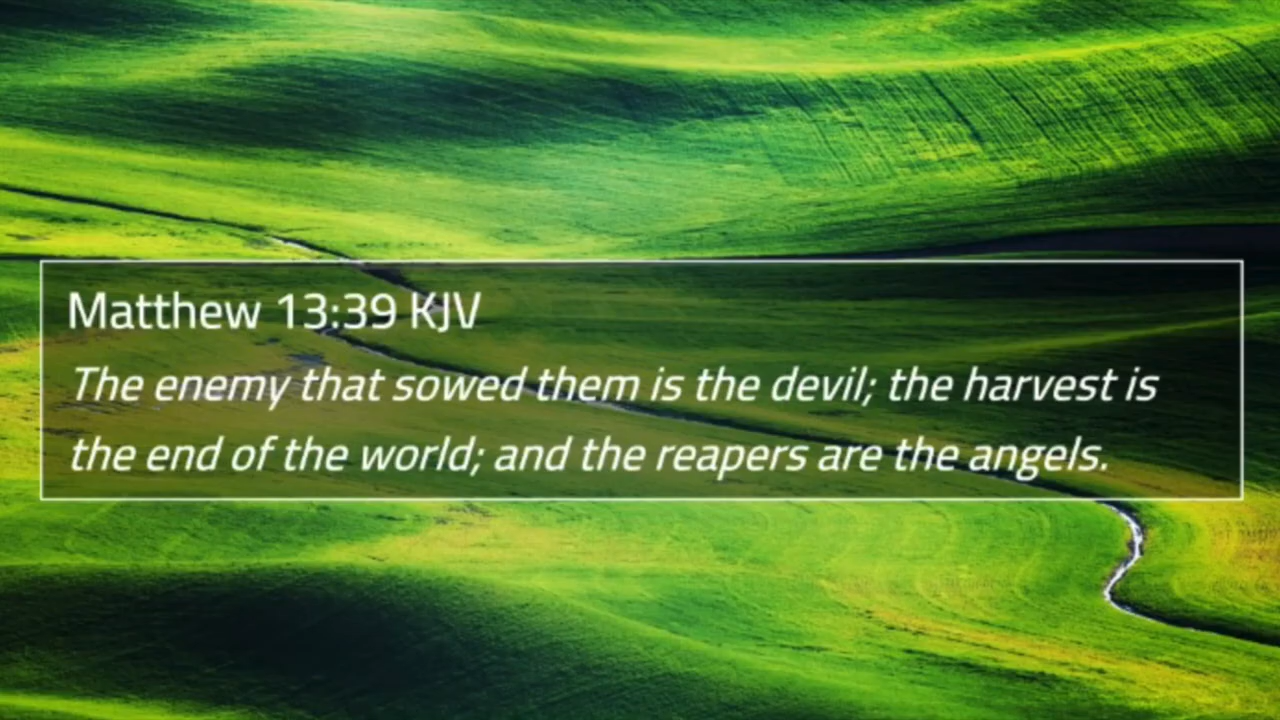 Matthew 13:39 KJV
The enemy that sowed them is the devil; the harvest is
the end of the world; and the reapers are the angels.